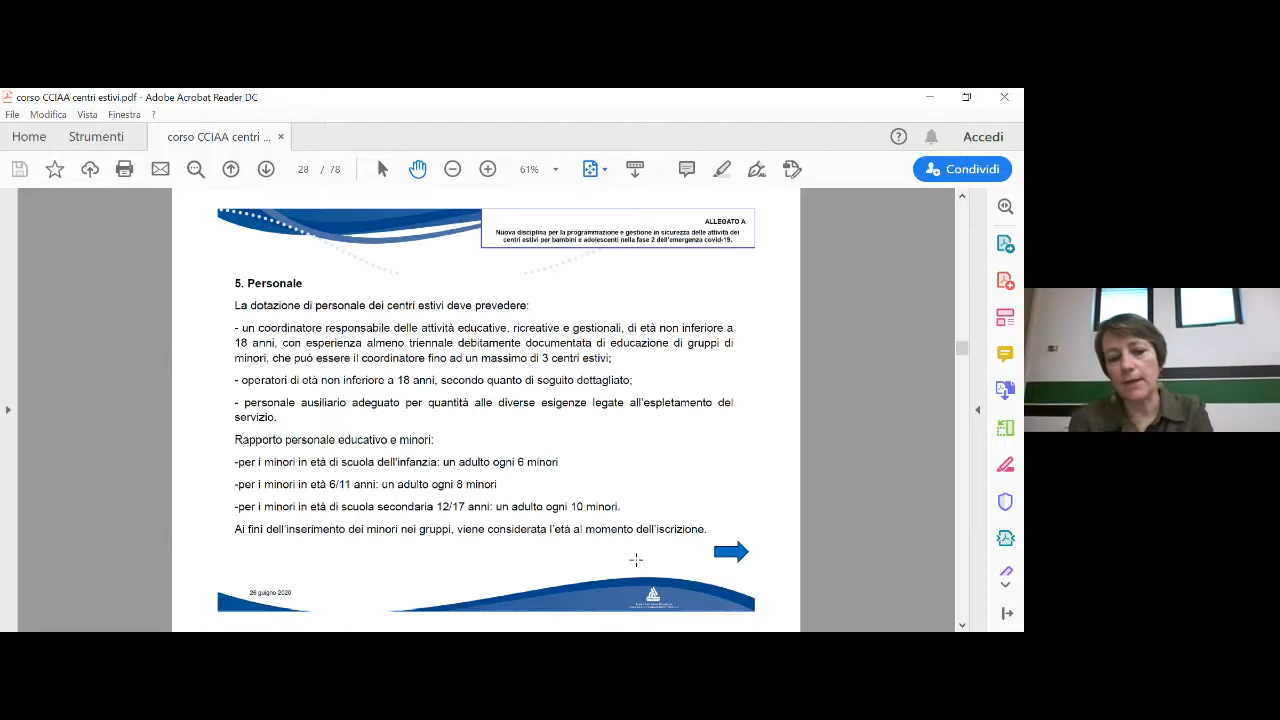 corso CCIAA centri estivi.pdf - Adobe Acrobat Reader DC
File Modifica Vista Finestra ?
Home Strumenti corso CCIAA centri ... × Accedi
28 / 78 61% Condividi
ALLEGATO A
Nuova disciplina per la programmazione e gestione in sicurezza delle attività dei
centri estivi per bambini e adolescenti nella fase 2 dell'emergenza covid-19.
5. Personale
La dotazione di personale dei centri estivi deve prevedere:
- un coordinatore responsabile delle attività educative, ricreative e gestionali, di età non inferiore a
18 anni, con esperienza almeno triennale debitamente documentata di educazione di gruppi di
minori, che può essere il coordinatore fino ad un massimo di 3 centri estivi;
- operatori di età non inferiore a 18 anni, secondo quanto di seguito dettagliato;
- personale ausiliario adeguato per quantità alle diverse esigenze legate all'espletamento del
servizio.
Rapporto personale educativo e minori:
-per i minori in età di scuola dell'infanzia: un adulto ogni 6 minori
-per i minori in età 6/11 anni: un adulto ogni 8 minori
-per i minori in età di scuola secondaria 12/17 anni: un adulto ogni 10 minori.
Ai fini dell'inserimento dei minori nei gruppi, viene considerata l'età al momento dell'iscrizione.
26 guigno 2020